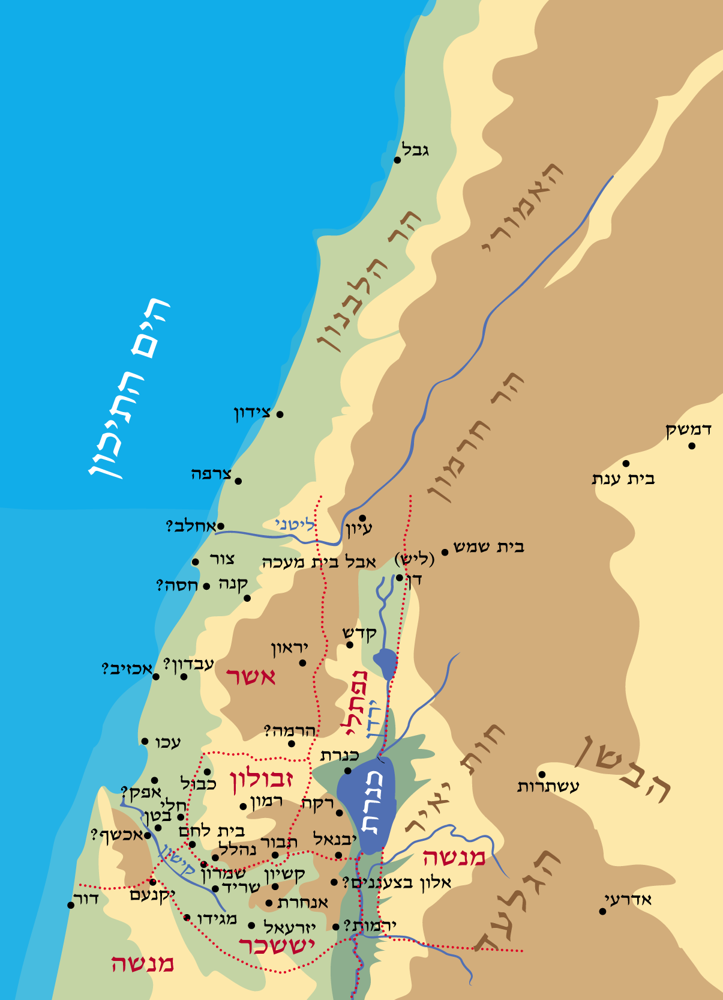 גבל
האמורי
הר הלבנון
הים התיכון
הר חרמון
צידון
דמשק
בית ענת
צרפה
ליטני
אחלב?
עיון
בית שמש
צור
אבל בית מעכה
(ליש)
דן
חסה?
קנה
קדש
יראון
אכזיב?
עבדון?
אשר
נפתלי
ירדן
הרמה?
עכו
כנרת
חות יאיר
הבשן
זבולון
כבול
אפק?
עשתרות
כנרת
רמון
רקה
חלי
בטן
אכשף?
בית לחם
תבור
יבנאל
נהלל
קישון
מנשה
הגלעד
שמרון
קשיון
אלון בצעננים?
שריד
יקנעם
דור
אנחרת
אדרעי
מגידו
יזרעאל
ירמות?
יששכר
מנשה